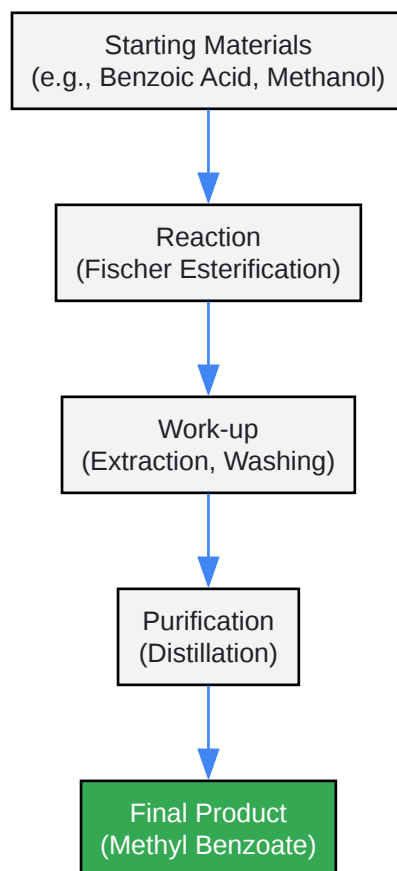 Starting Materials
(e.g., Benzoic Acid, Methanol)
Reaction
(Fischer Esterification)
Work-up
(Extraction, Washing)
Purification
(Distillation)
Final Product
(Methyl Benzoate)